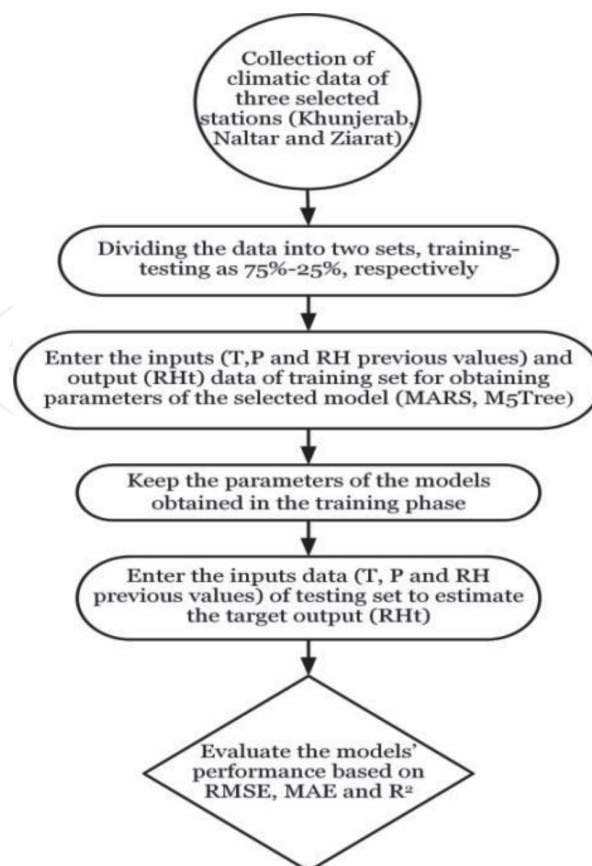 Collection of
climatic data of
three selected
stations (Khunjerab,
Naltar and Ziarat)
Dividing the data into two sets, training-
testing as 75%-25%, respectively
Enter the inputs (T,P and RH previous values) and
output (RHt) data of training set for obtaining
parameters of the selected model (MARS, M5Tree)
Keep the parameters of the models
obtained in the training phase
Enter the inputs data (T, P and RH
previous values) of testing set to estimate
the target output (RHt)
Evaluate the models’
performance based on
RMSE, MAE and R²